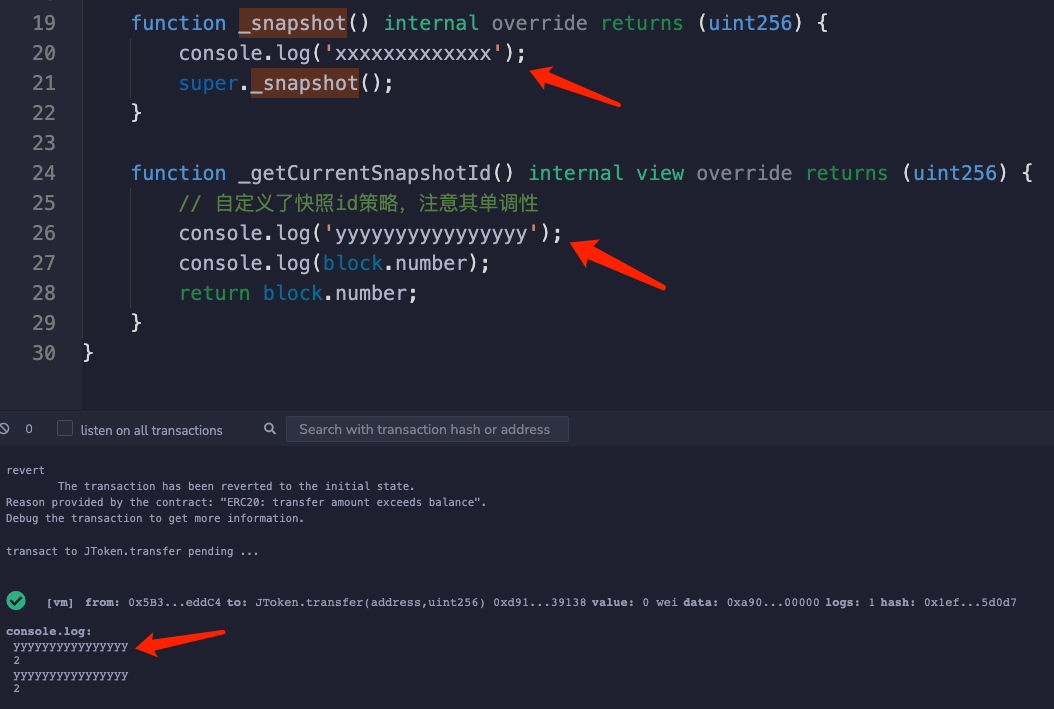 19 function _snapshot() internal override returns (uint256) {
20 console.log('xxxxxxxxxxxxx');
21 super._snapshot();
22 }
23
24 function _getCurrentSnapshotId() internal view override returns (uint256) {
25 // 自定义了快照id策略，注意其单调性
26 console.log('yyyyyyyyyyyyyyyy');
27 console.log(block.number);
28 return block.number;
29 }
30 }
0 listen on all transactions Search with transaction hash or address
revert
The transaction has been reverted to the initial state.
Reason provided by the contract: "ERC20: transfer amount exceeds balance".
Debug the transaction to get more information.
transact to JToken.transfer pending ...
[vm] from: 0x5B3...eddC4 to: JToken.transfer(address,uint256) 0xd91...39138 value: 0 wei data: 0xa90...00000 logs: 1 hash: 0x1ef...5d0d7
console.log:
yyyyyyyyyyyyyyyy
2
yyyyyyyyyyyyyyyy
2